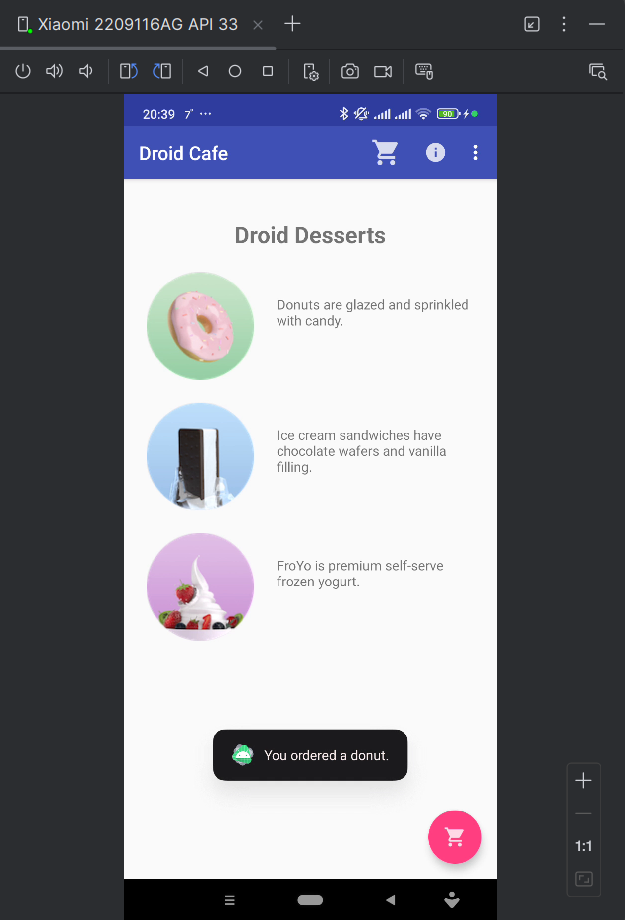 Xiaomi 2209116AG API 33
20:39
90
Droid Cafe
Droid Desserts
Donuts are glazed and sprinkled
with candy.
Ice cream sandwiches have
chocolate wafers and vanilla
filling.
FroYo is premium self-serve
frozen yogurt.
You ordered a donut.
1:1